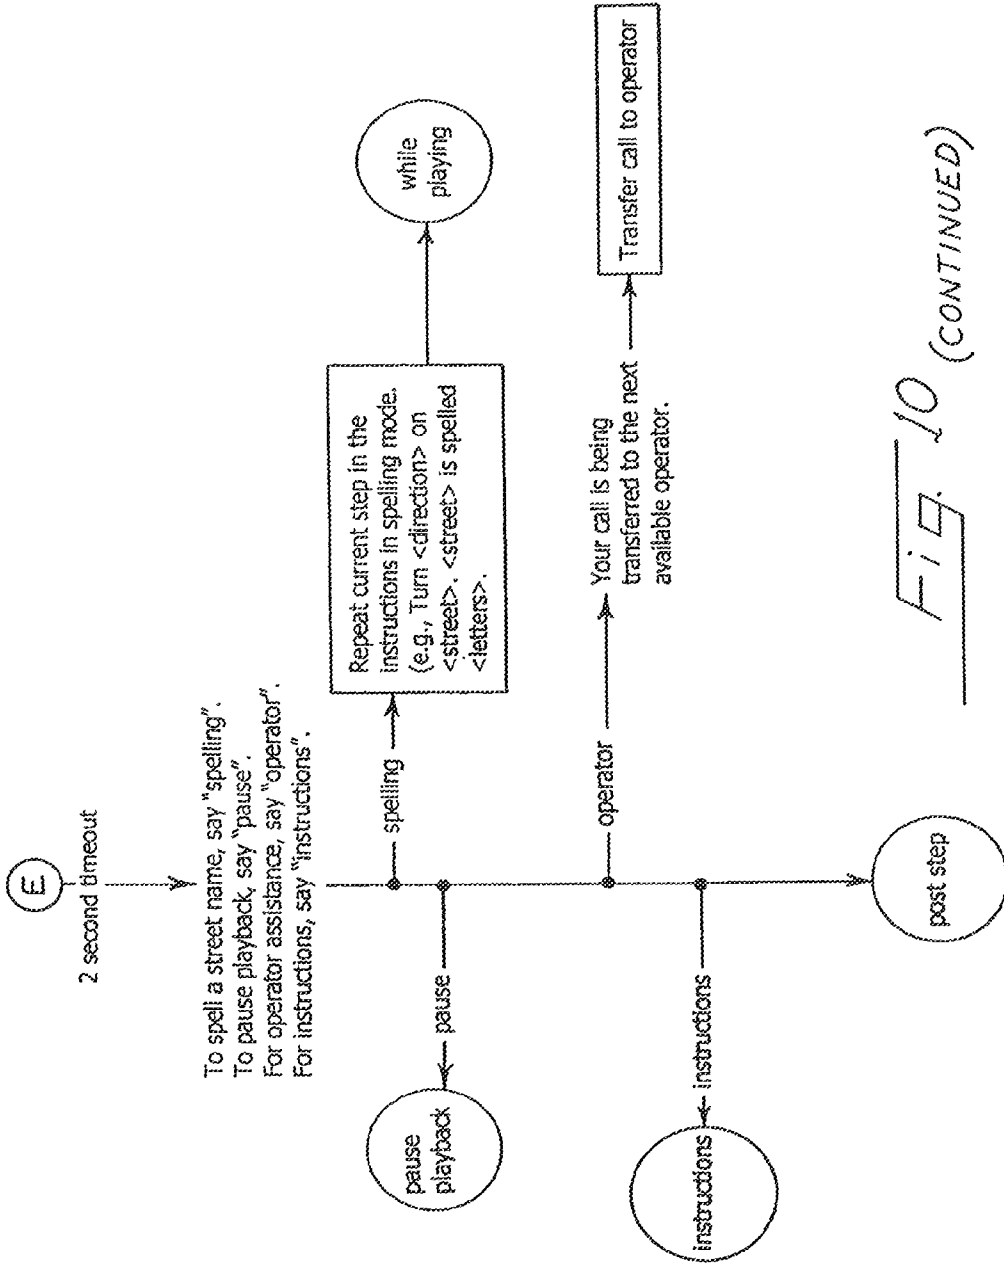 E
2 second timeout
To spell a street name, say "spelling".
To pause playback, say "pause".
For operator assistance, say "operator".
For instructions, say "instructions".
spelling
Repeat current step in the
instructions in spelling mode.
(e.g., Turn <direction> on
<street>. <street> is spelled
<letters>.
while
playing
pause
pause
playback
operator
Your call is being
transferred to the next
available operator.
Transfer call to operator
instructions
instructions
post step
Fig. 10 (CONTINUED)